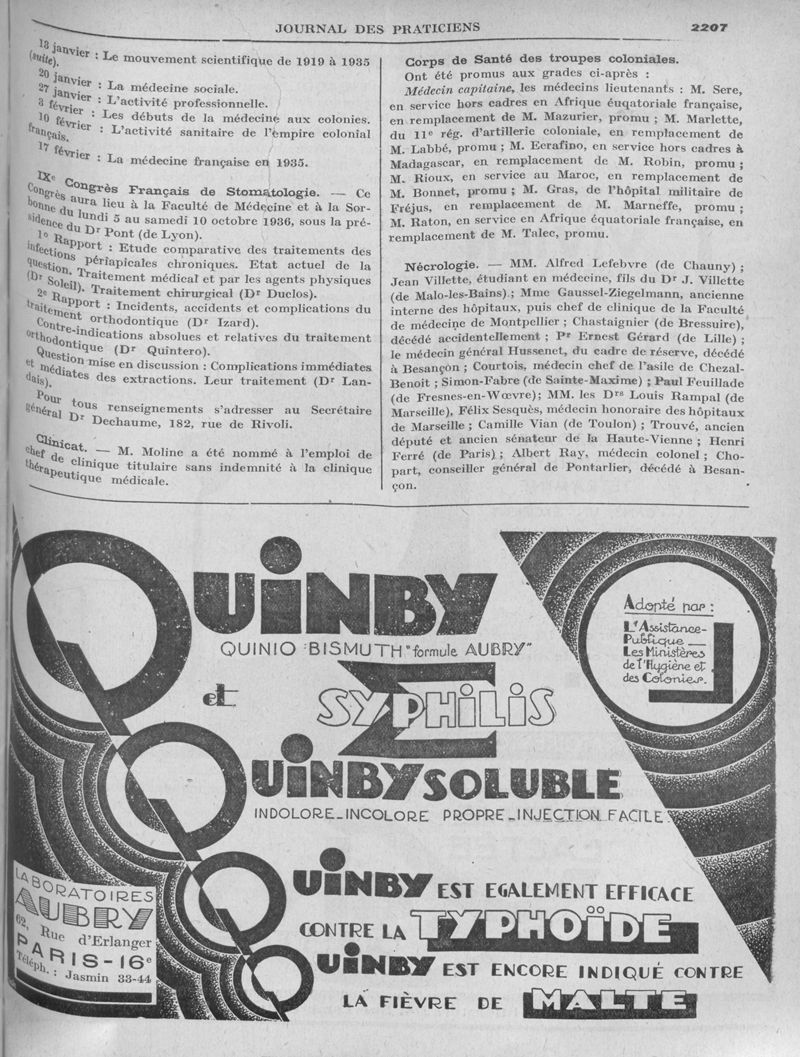 JOURNAL DES PRATICIENS 2207
13 janvier : Le mouvement scientifique de 1919 à 1935
(suite).
20 janvier : La médecine sociale.
27 janvier : L'activité professionnelle.
3 février : Les débuts de la médecine aux colonies.
10 février : L'activité sanitaire de l'empire colonial
français.
17 février : La médecine française en 1935.
IXe Congrès Français de Stomatologie. — Ce
Congrès aura lieu à la Faculté de Médecine et à la Sor-
bonne du lundi 5 au samedi 10 octobre 1936, sous la pré-
sidence du Dr Pont (de Lyon).
1º Rapport : Etude comparative des traitements des
infections périapicales chroniques. Etat actuel de la
question. Traitement médical et par les agents physiques
(Dr Soleil). Traitement chirurgical (Dr Duclos).
2e Rapport : Incidents, accidents et complications du
traitement orthodontique (Dr Izard).
Contre-indications absolues et relatives du traitement
orthodontique (Dr Quintero).
Question mise en discussion : Complications immédiates
et médiates des extractions. Leur traitement (Dr Lan-
dais).
Pour tous renseignements s'adresser au Secrétaire
général Dr Dechaume, 182, rue de Rivoli.
Clinicat. — M. Moline a été nommé à l'emploi de
chef de clinique titulaire sans indemnité à la clinique
thérapeutique médicale.
Corps de Santé des troupes coloniales.
Ont été promus aux grades ci-après :
Médecin capitaine, les médecins lieutenants : M. Sere,
en service hors cadres en Afrique éuqatoriale française,
en remplacement de M. Mazurier, promu ; M. Marlette,
du 11e rég. d'artillerie coloniale, en remplacement de
M. Labbé, promu ; M. Ecrafino, en service hors cadres à
Madagascar, en remplacement de M. Robin, promu ;
M. Rioux, en service au Maroc, en remplacement de
M. Bonnet, promu ; M. Gras, de l'hôpital militaire de
Fréjus, en remplacement de M. Marneffe, promu ;
M. Raton, en service en Afrique équatoriale française, en
remplacement de M. Talec, promu.
Nécrologie. — MM. Alfred Lefebvre (de Chauny) ;
Jean Villette, étudiant en médecine, fils du Dr J. Villette
(de Malo-les-Bains) ; Mme Gaussel-Ziegelmann, ancienne
interne des hôpitaux, puis chef de clinique de la Faculté
de médecine de Montpellier ; Chastaignier (de Bressuire),
décédé accidentellement ; Pr Ernest Gérard (de Lille) ;
le médecin général Hussenet, du cadre de réserve, décédé
à Besançon ; Courtois, médecin chef de l'asile de Chezal-
Benoit ; Simon-Fabre (de Sainte-Maxime) ; Paul Feuillade
(de Fresnes-en-Wœvre); MM. les Drs Louis Rampal (de
Marseille), Félix Sesquès, médecin honoraire des hôpitaux
de Marseille ; Camille Vian (de Toulon) ; Trouvé, ancien
député et ancien sénateur de la Haute-Vienne ; Henri
Ferré (de Paris) ; Albert Ray, médecin colonel ; Cho-
part, conseiller général de Pontarlier, décédé à Besan-
çon.
QUINBY
QUINIO-BISMUTH "formule AUBRY"
et SYPHILIS
QUINBY SOLUBLE
INDOLORE_INCOLORE PROPRE_INJECTION FACILE.
Adopté par :
L'Assistance-
Publique
Les Ministères
de l'Hygiène et
des Colonies.
QUINBY EST EGALEMENT EFFICACE
CONTRE LA TYPHOÏDE
QUINBY EST ENCORE INDIQUÉ CONTRE
LA FIÈVRE DE MALTE
LABORATOIRES
AUBRY
62, Rue d'Erlanger
PARIS-16e
Téléph. : Jasmin 33-44